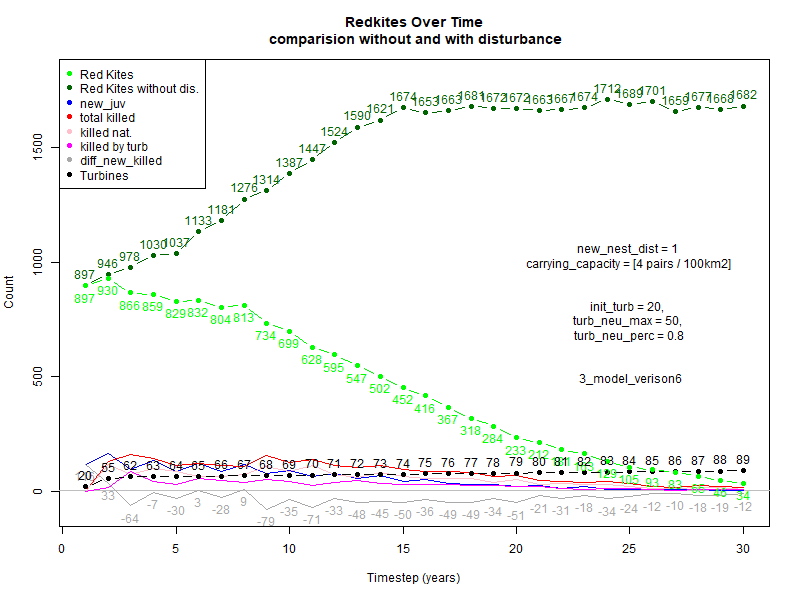 Redkites Over Time
comparision without and with disturbance
Red Kites
Red Kites without dis.
new_juv
total killed
killed nat.
killed by turb
diff_new_killed
Turbines
897 946 978 1030 1037 1133 1181 1276 1314 1387 1447 1524 1590 1621 1674 1653 1663 1681 1672 1672 1663 1667 1674 1712 1689 1701 1659 1677 1668 1682
new_nest_dist = 1
carrying_capacity = [4 pairs / 100km2]
init_turb = 20,
turb_neu_max = 50,
turb_neu_perc = 0.8
3_model_verison6
897 930 866 859 829 832 804 813 734 699 628 595 547 502 452 416 367 318 284 233 212 129 105 93 83 46 34
20 55 62 63 64 65 66 67 68 69 70 71 72 73 74 75 76 77 78 79 80 81 82 83 84 85 86 87 88 89
33 -64 -7 -30 3 -28 9 -79 -35 -71 -33 -48 -45 -50 -36 -49 -49 -34 -51 -21 -31 -18 -34 -24 -12 -10 -18 -19 -12
Count
1500
1000
500
0
0 5 10 15 20 25 30
Timestep (years)